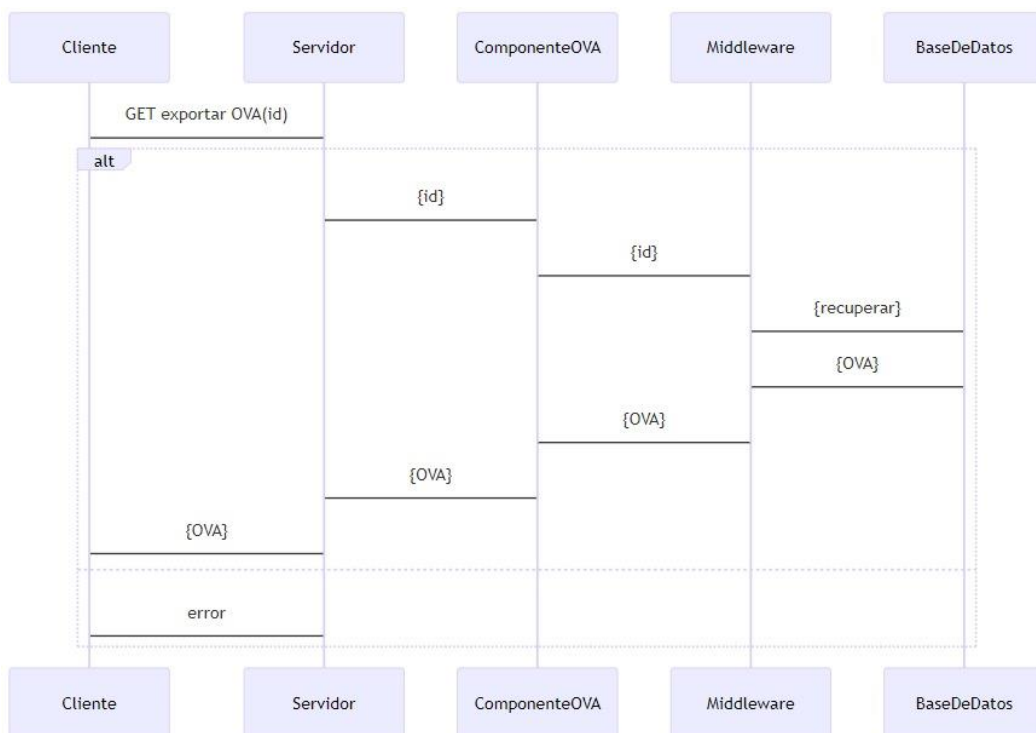 Cliente Servidor ComponenteOVA Middleware BaseDeDatos
GET exportar OVA(id)
alt
{id}
{id}
{recuperar}
{OVA}
{OVA}
{OVA}
{OVA}
error
Cliente Servidor ComponenteOVA Middleware BaseDeDatos